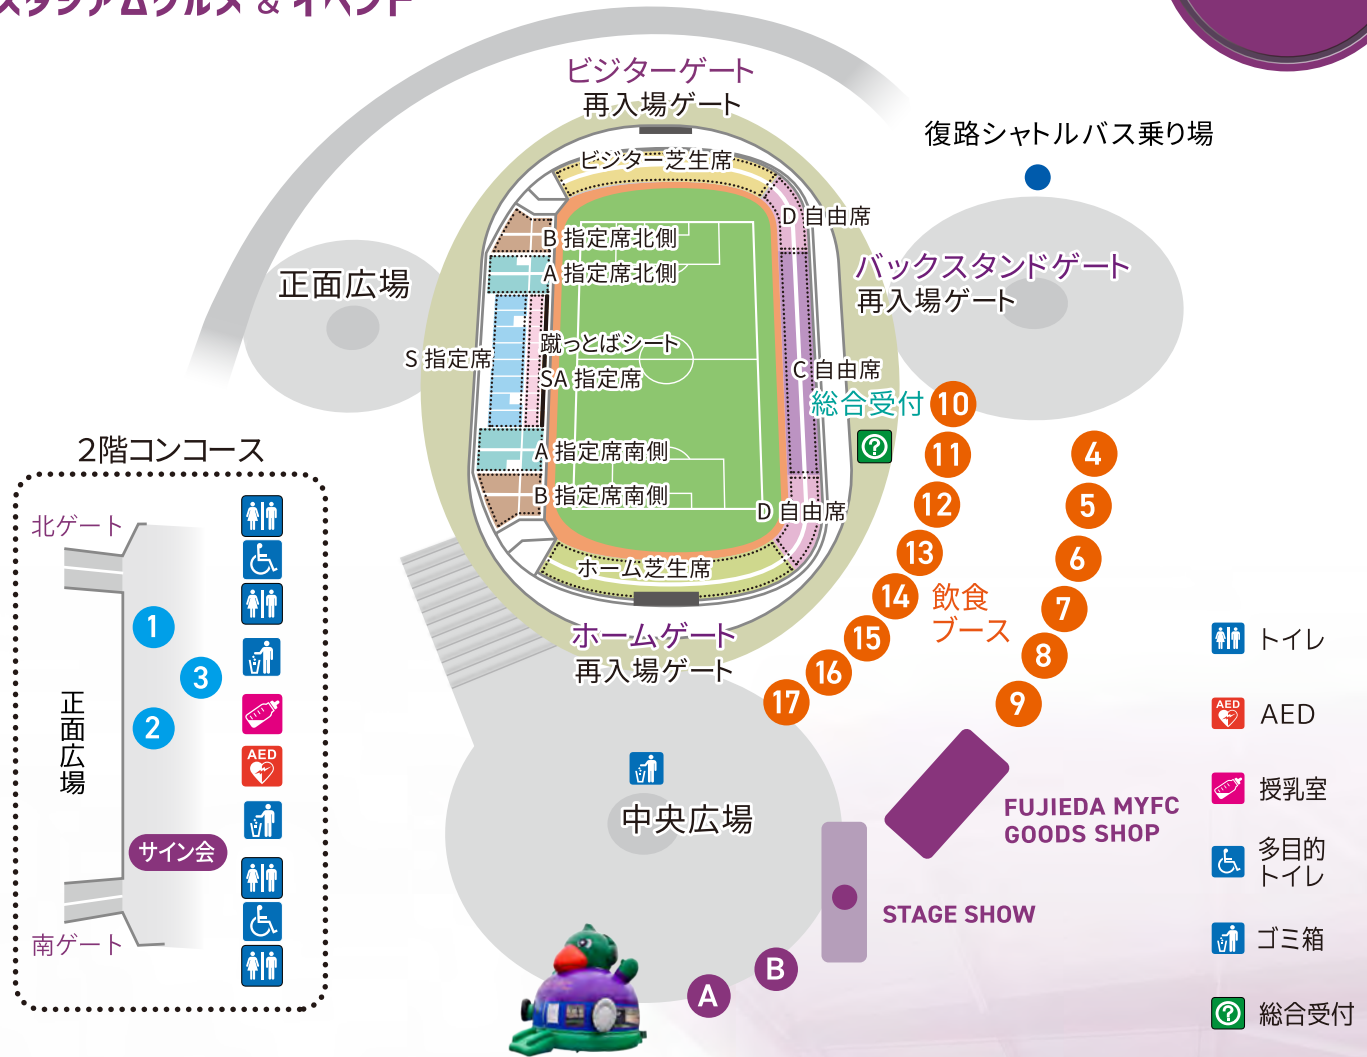 スタジアムグルメ & イベント
ビジターゲート
再入場ゲート
復路シャトルバス乗り場
ビジター芝生席
D 自由席
B 指定席北側
A 指定席北側
正面広場
バックスタンドゲート
再入場ゲート
蹴っとばシート
S 指定席
SA 指定席
C 自由席
総合受付
10
11
12
13
14
15
16
17
4
5
6
7
8
9
飲食
ブース
A 指定席南側
B 指定席南側
D 自由席
ホーム芝生席
ホームゲート
再入場ゲート
2階コンコース
北ゲート
1
3
2
正面広場
AED
サイン会
南ゲート
中央広場
FUJIEDA MYFC
GOODS SHOP
STAGE SHOW
A
B
トイレ
AED
AED
授乳室
多目的
トイレ
ゴミ箱
?
総合受付
?